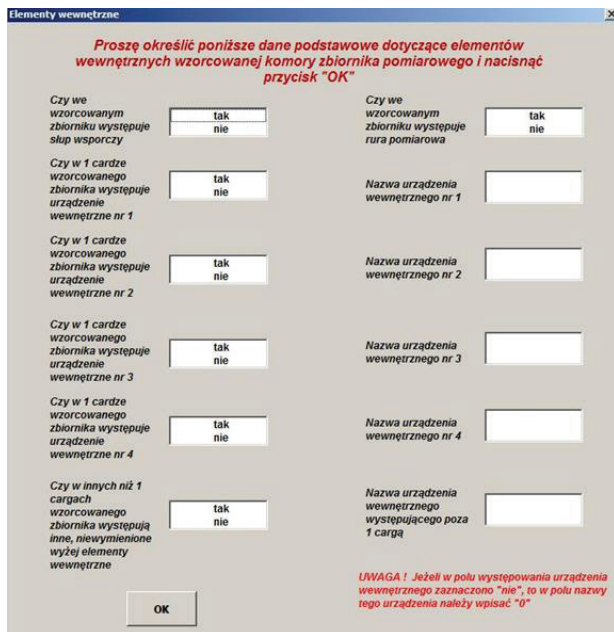 Elementy wewnętrzne
Proszę określić poniższe dane podstawowe dotyczące elementów
wewnętrznych wzorcowanej komory zbiornika pomiarowego i nacisnąć
przycisk "OK"
Czy we
wzorcowanym
zbiorniku występuje
słup wsporczy
tak
nie
Czy we
wzorcowanym
zbiorniku występuje
rura pomiarowa
tak
nie
Czy w 1 cardze
wzorcowanego
zbiornika występuje
urządzenie
wewnętrzne nr 1
tak
nie
Nazwa urządzenia
wewnętrznego nr 1
Czy w 1 cardze
wzorcowanego
zbiornika występuje
urządzenie
wewnętrzne nr 2
tak
nie
Nazwa urządzenia
wewnętrznego nr 2
Czy w 1 cardze
wzorcowanego
zbiornika występuje
urządzenie
wewnętrzne nr 3
tak
nie
Nazwa urządzenia
wewnętrznego nr 3
Czy w 1 cardze
wzorcowanego
zbiornika występuje
urządzenie
wewnętrzne nr 4
tak
nie
Nazwa urządzenia
wewnętrznego nr 4
Czy w innych niż 1
cargach
wzorcowanego
zbiornika występują
inne, niewymienione
wyżej elementy
wewnętrzne
tak
nie
Nazwa urządzenia
wewnętrznego
występującego poza
1 cargą
UWAGA ! Jeżeli w polu występowania urządzenia
wewnętrznego zaznaczono "nie", to w polu nazwy
tego urządzenia należy wpisać "0"
OK